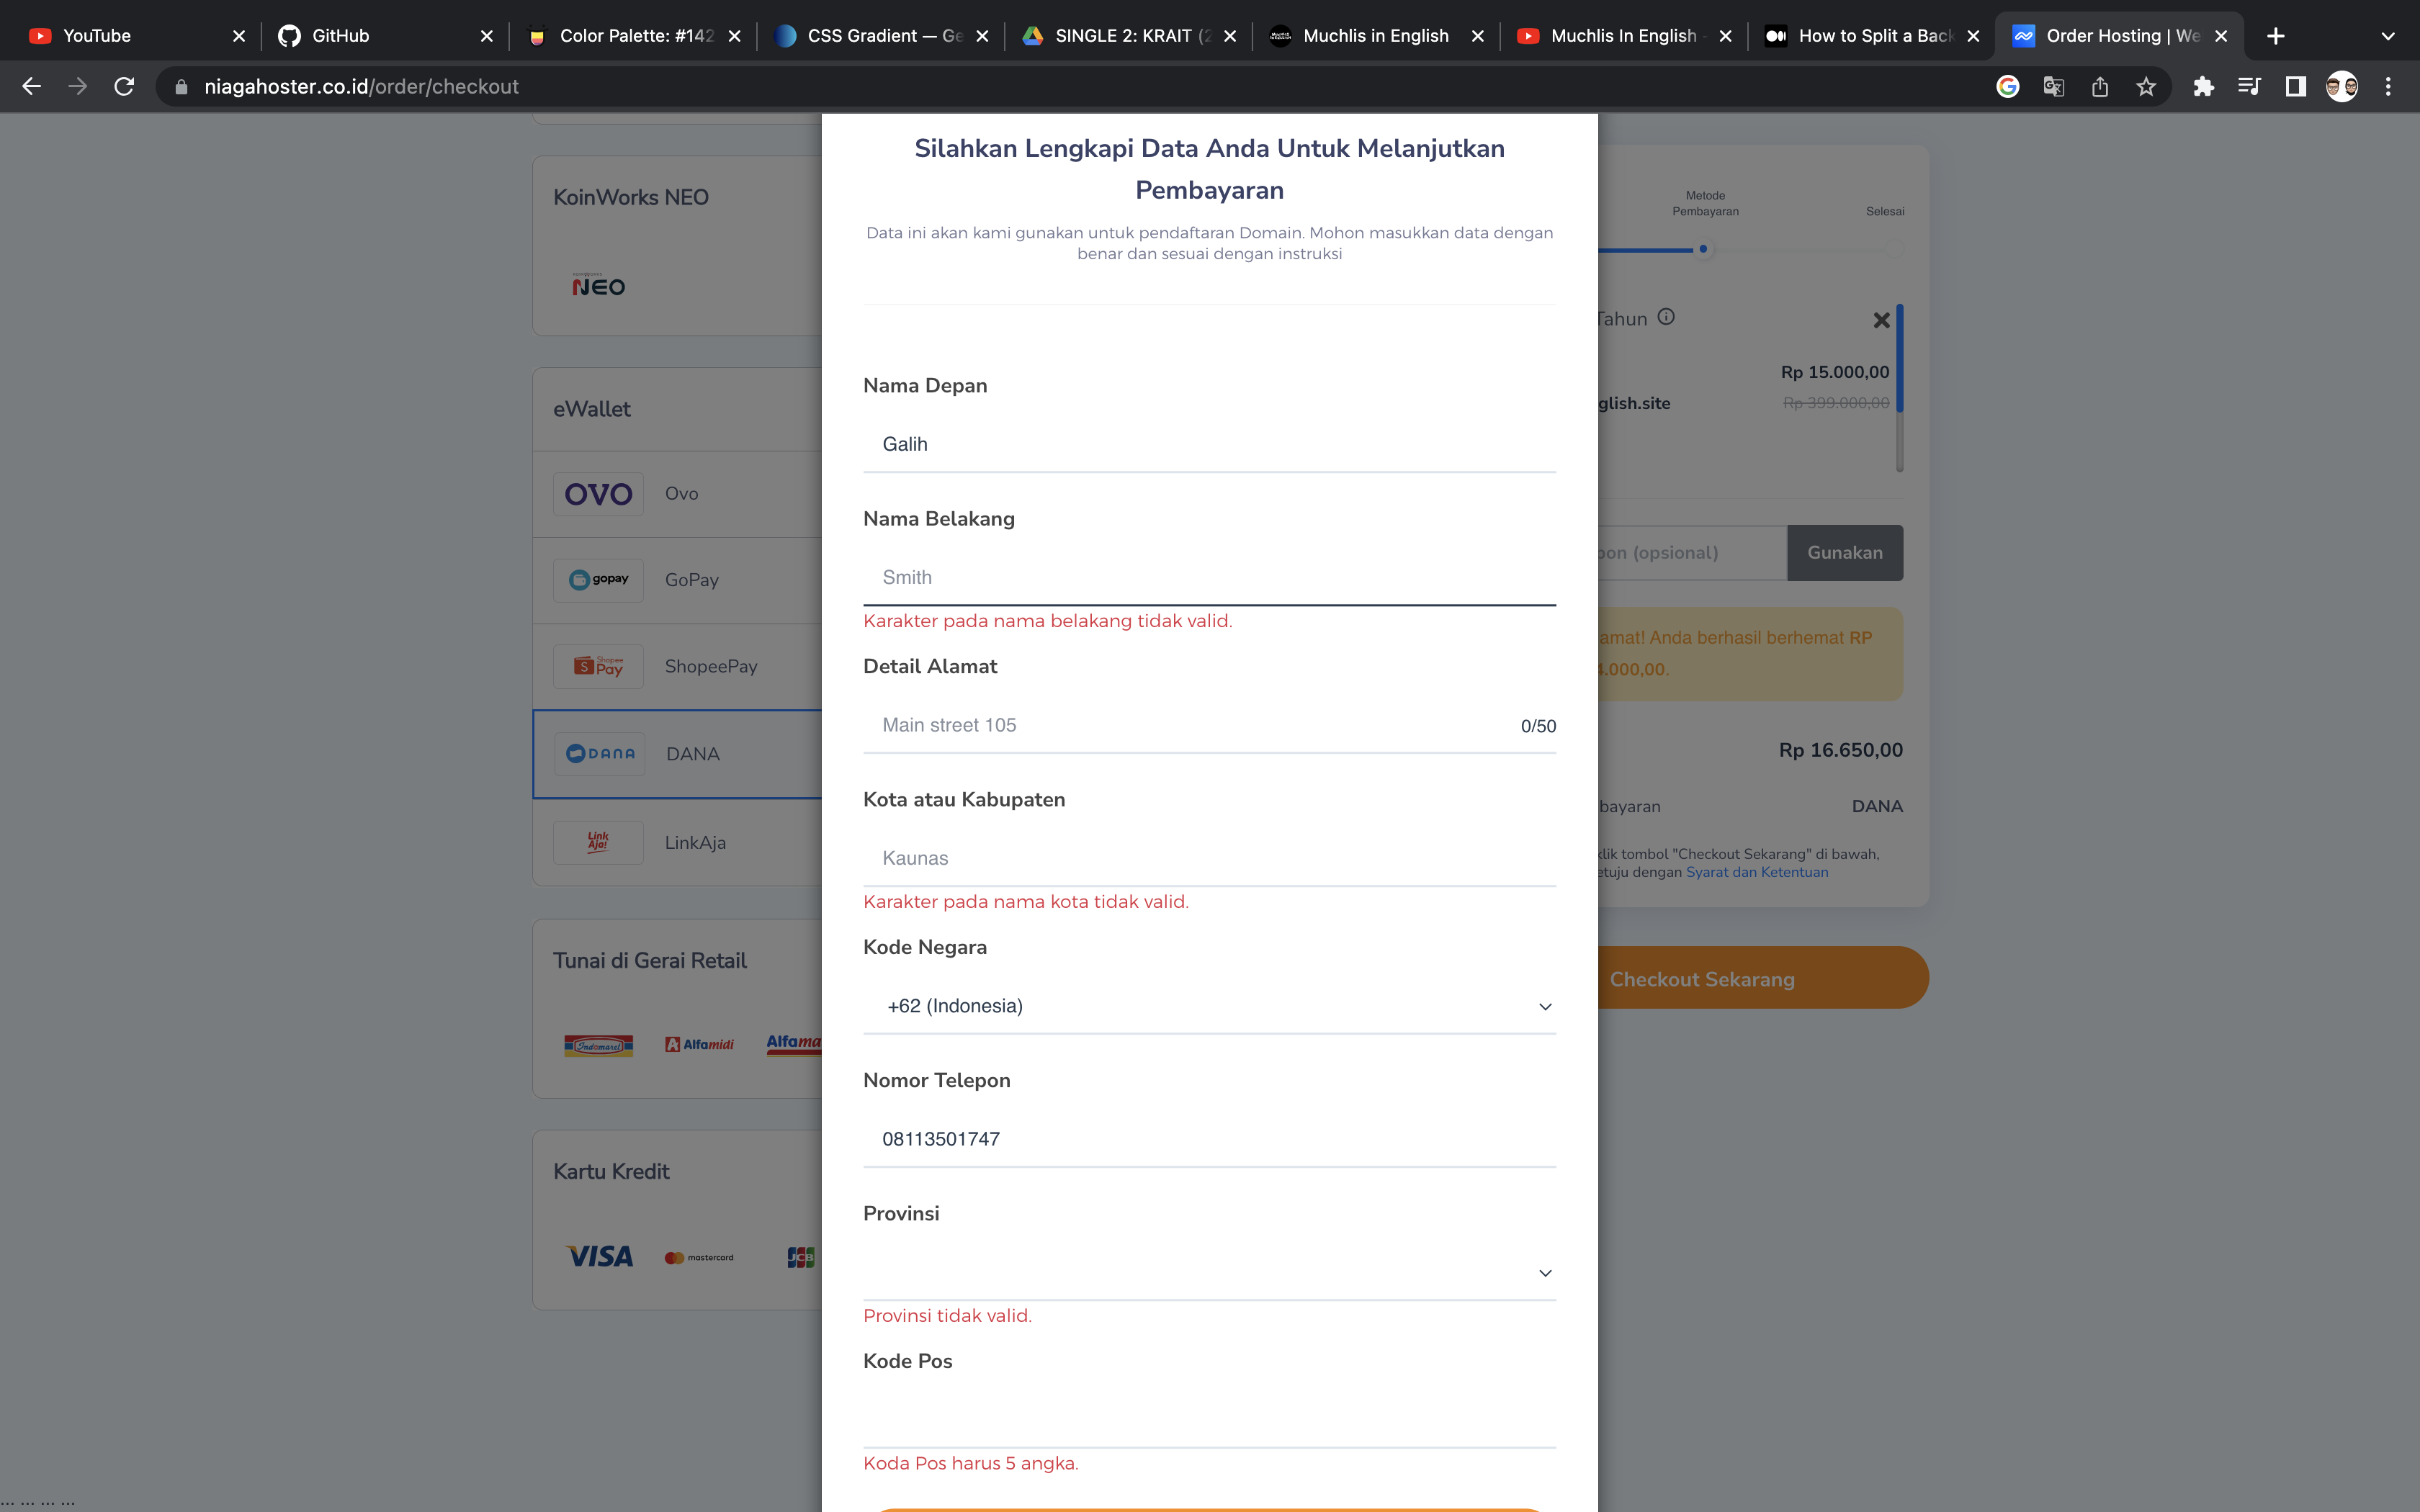 YouTube
GitHub
Color Palette: #142
CSS Gradient — Ge
SINGLE 2: KRAIT (2
Muchlis in English
Muchlis In English -
How to Split a Back
Order Hosting | We
niagahoster.co.id/order/checkout
Silahkan Lengkapi Data Anda Untuk Melanjutkan
Pembayaran
Data ini akan kami gunakan untuk pendaftaran Domain. Mohon masukkan data dengan
benar dan sesuai dengan instruksi
Nama Depan
Galih
Nama Belakang
Smith
Karakter pada nama belakang tidak valid.
Detail Alamat
Main street 105
0/50
Kota atau Kabupaten
Kaunas
Karakter pada nama kota tidak valid.
Kode Negara
+62 (Indonesia)
Nomor Telepon
08113501747
Provinsi
Provinsi tidak valid.
Kode Pos
Koda Pos harus 5 angka.
KoinWorks NEO
NEO
eWallet
OVO Ovo
gopay GoPay
Shopee
Pay
ShopeePay
DANA DANA
Link
Aja!
LinkAja
Tunai di Gerai Retail
Indomaret Alfamidi Alfama
Kartu Kredit
VISA mastercard JCB
Metode
Pembayaran
Selesai
Tahun
Rp 15.000,00
glish.site
Rp 399.000,00
pon (opsional)
Gunakan
amat! Anda berhasil berhemat RP
4.000,00.
Rp 16.650,00
bayaran
DANA
klik tombol "Checkout Sekarang" di bawah,
etuju dengan Syarat dan Ketentuan
Checkout Sekarang
... ... ... ...